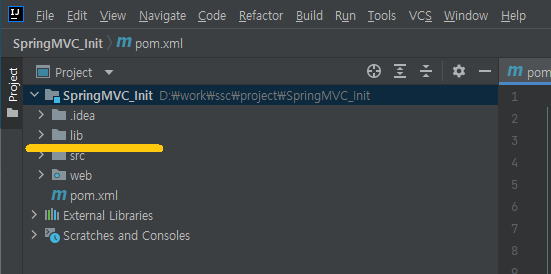 IJ File Edit View Navigate Code Analyze Refactor Build Run Tools VCS Window Help
SpringMVC_Init pom.xml
Project
Project pom
SpringMVC_Init D:₩work₩ssc₩project₩SpringMVC_Init
.idea
lib
src
web
pom.xml
External Libraries
Scratches and Consoles
1
2
3
4
5
6
7
8